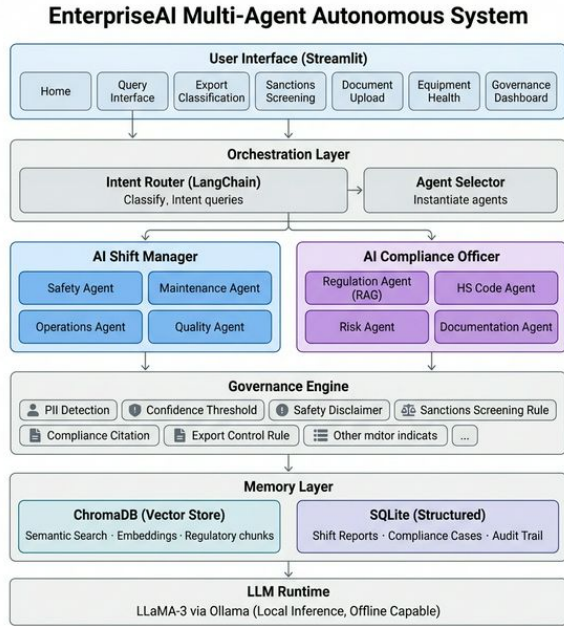 EnterpriseAI Multi-Agent Autonomous System
User Interface (Streamlit)
Home
Query
Interface
Export
Classification
Sanctions
Screening
Document
Upload
Equipment
Health
Governance
Dashboard
Orchestration Layer
Intent Router (LangChain)
Classify, Intent queries
Agent Selector
Instantiate agents
AI Shift Manager
Safety Agent
Maintenance Agent
Operations Agent
Quality Agent
AI Compliance Officer
Regulation Agent
(RAG)
HS Code Agent
Risk Agent
Documentation Agent
Governance Engine
PII Detection
Confidence Threshold
Safety Disclaimer
Sanctions Screening Rule
Compliance Citation
Export Control Rule
Other mdtor indicats
...
Memory Layer
ChromaDB (Vector Store)
Semantic Search · Embeddings · Regulatory chunks
SQLite (Structured)
Shift Reports · Compliance Cases · Audit Trail
LLM Runtime
LLaMA-3 via Ollama (Local Inference, Offline Capable)